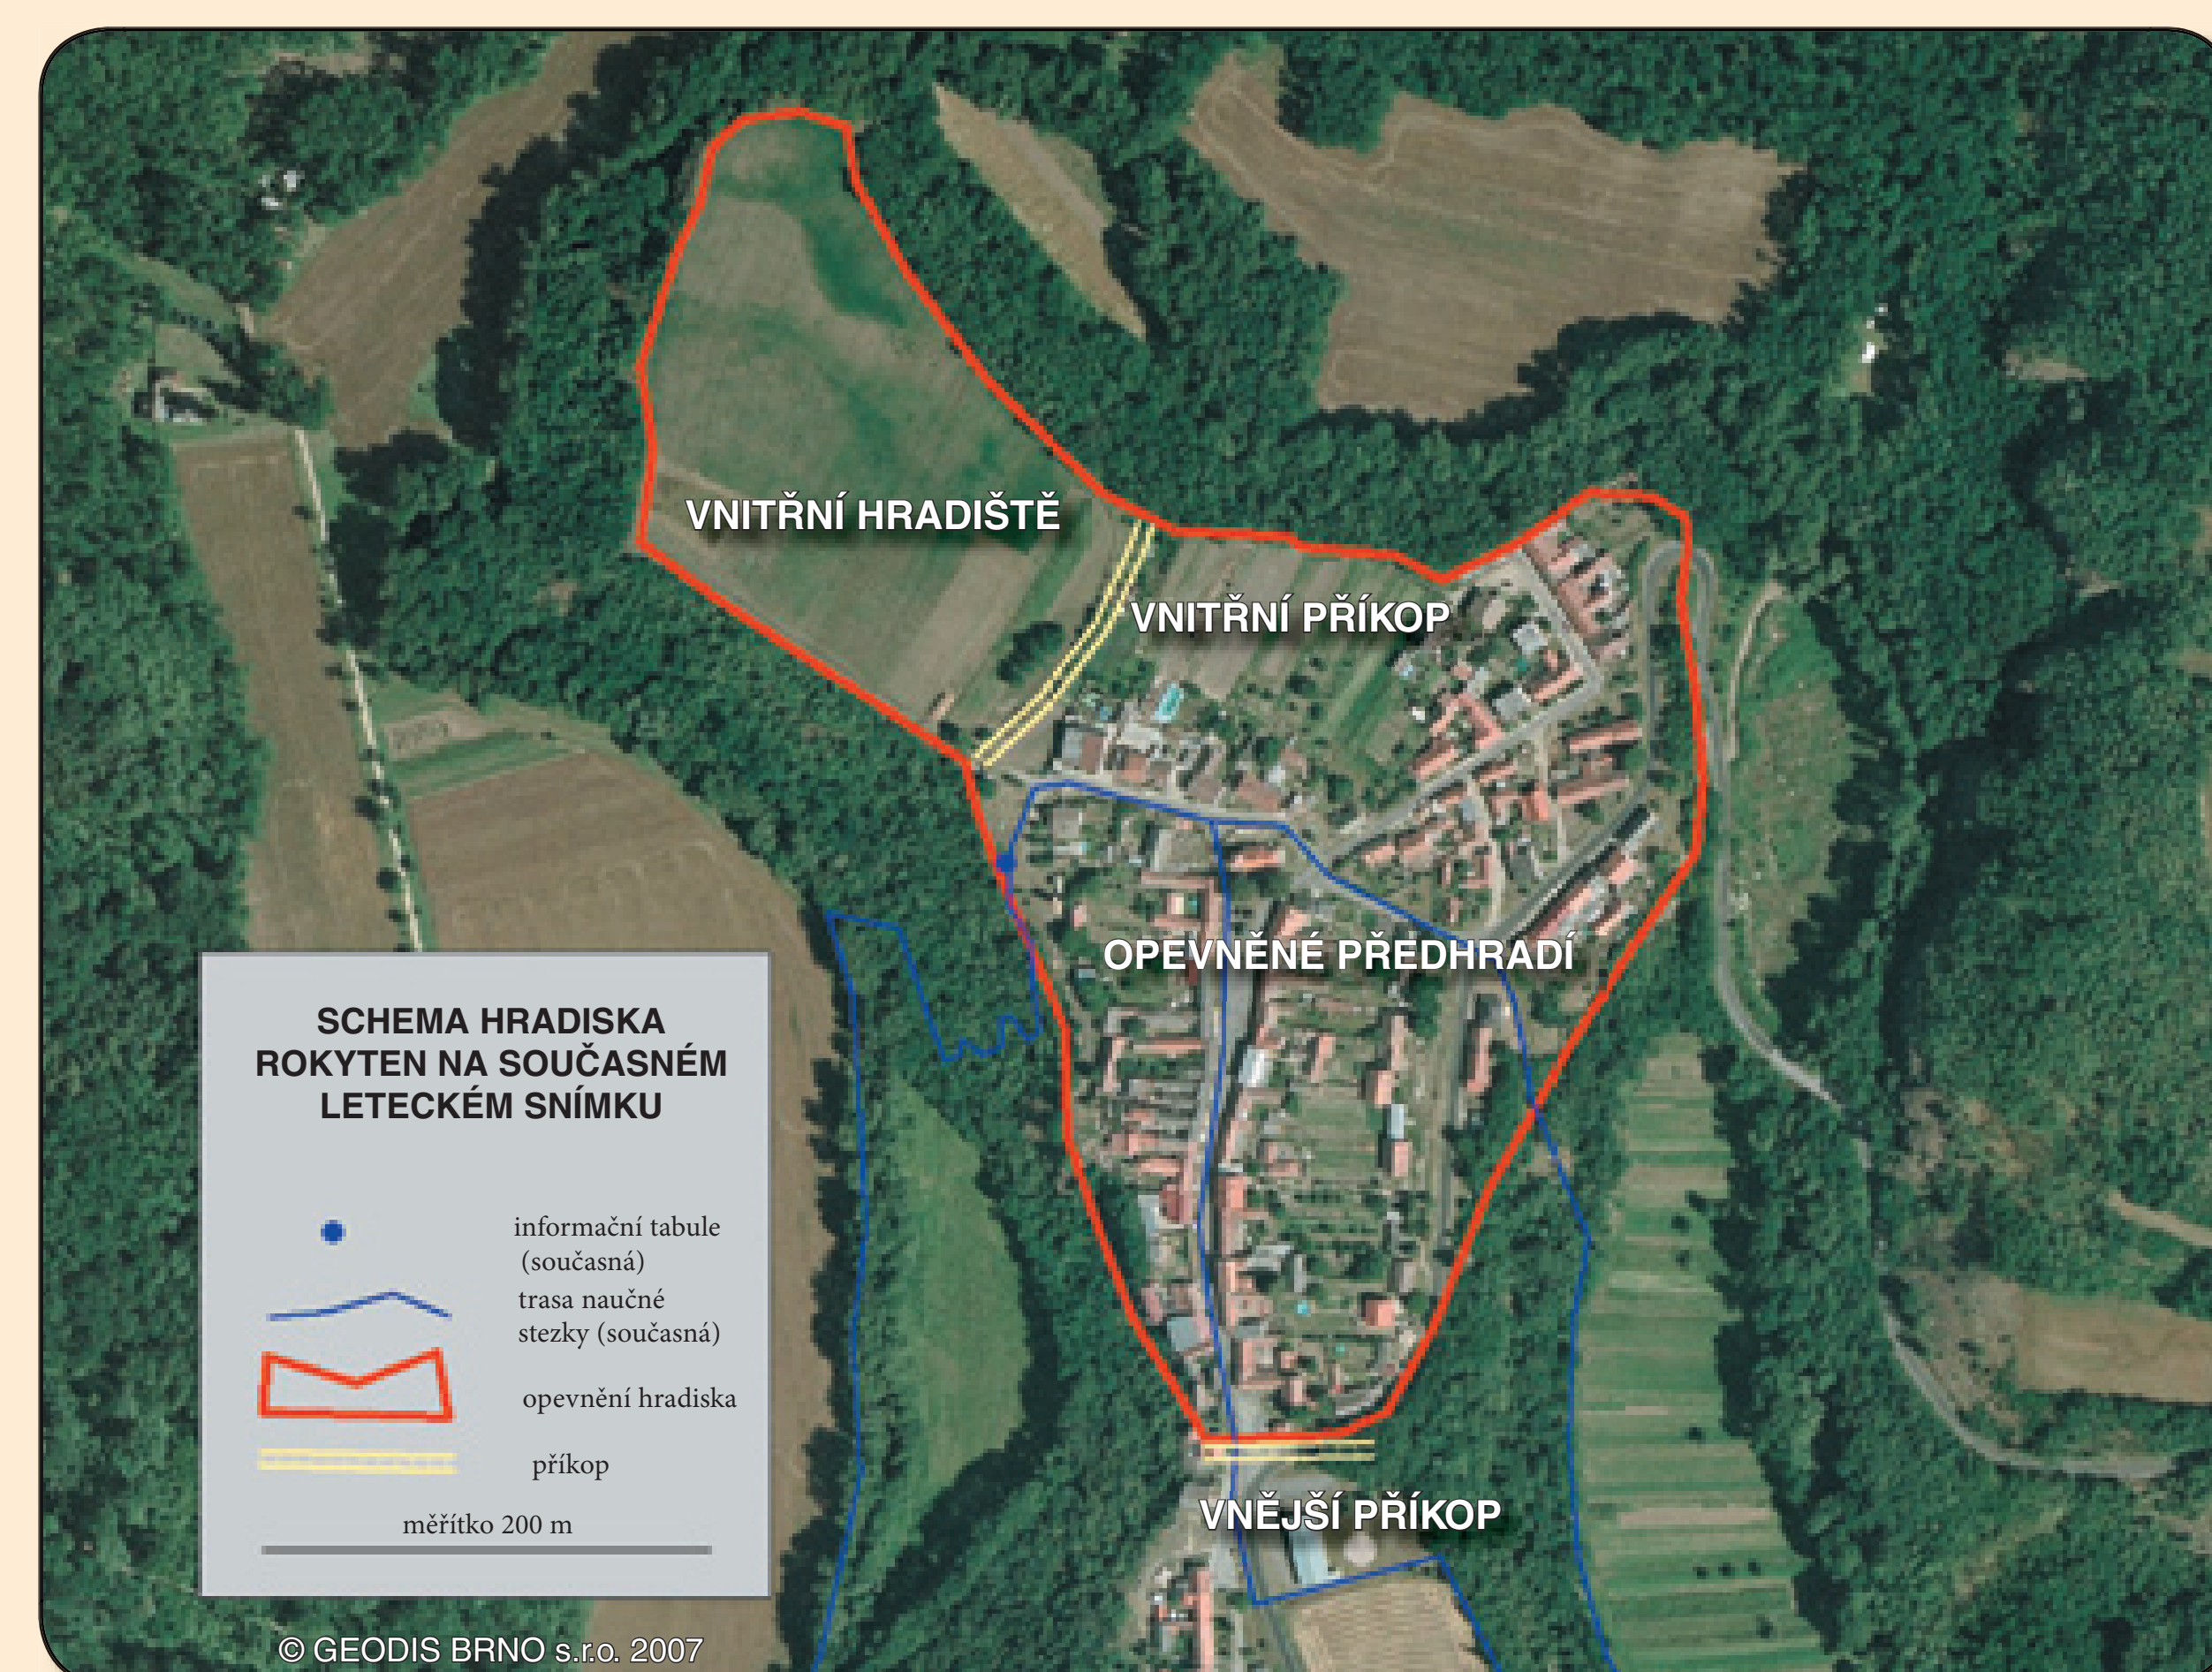 VNITŘNÍ HRADIŠTĚ
VNITŘNÍ PŘÍKOP
OPEVNĚNÉ PŘEDHRADÍ
VNĚJŠÍ PŘÍKOP
SCHEMA HRADISKA
ROKYTEN NA SOUČASNÉM
LETECKÉM SNÍMKU
informační tabule
(současná)
trasa naučné
stezky (současná)
opevnění hradiska
příkop
měřítko 200 m
© GEODIS BRNO s.r.o. 2007